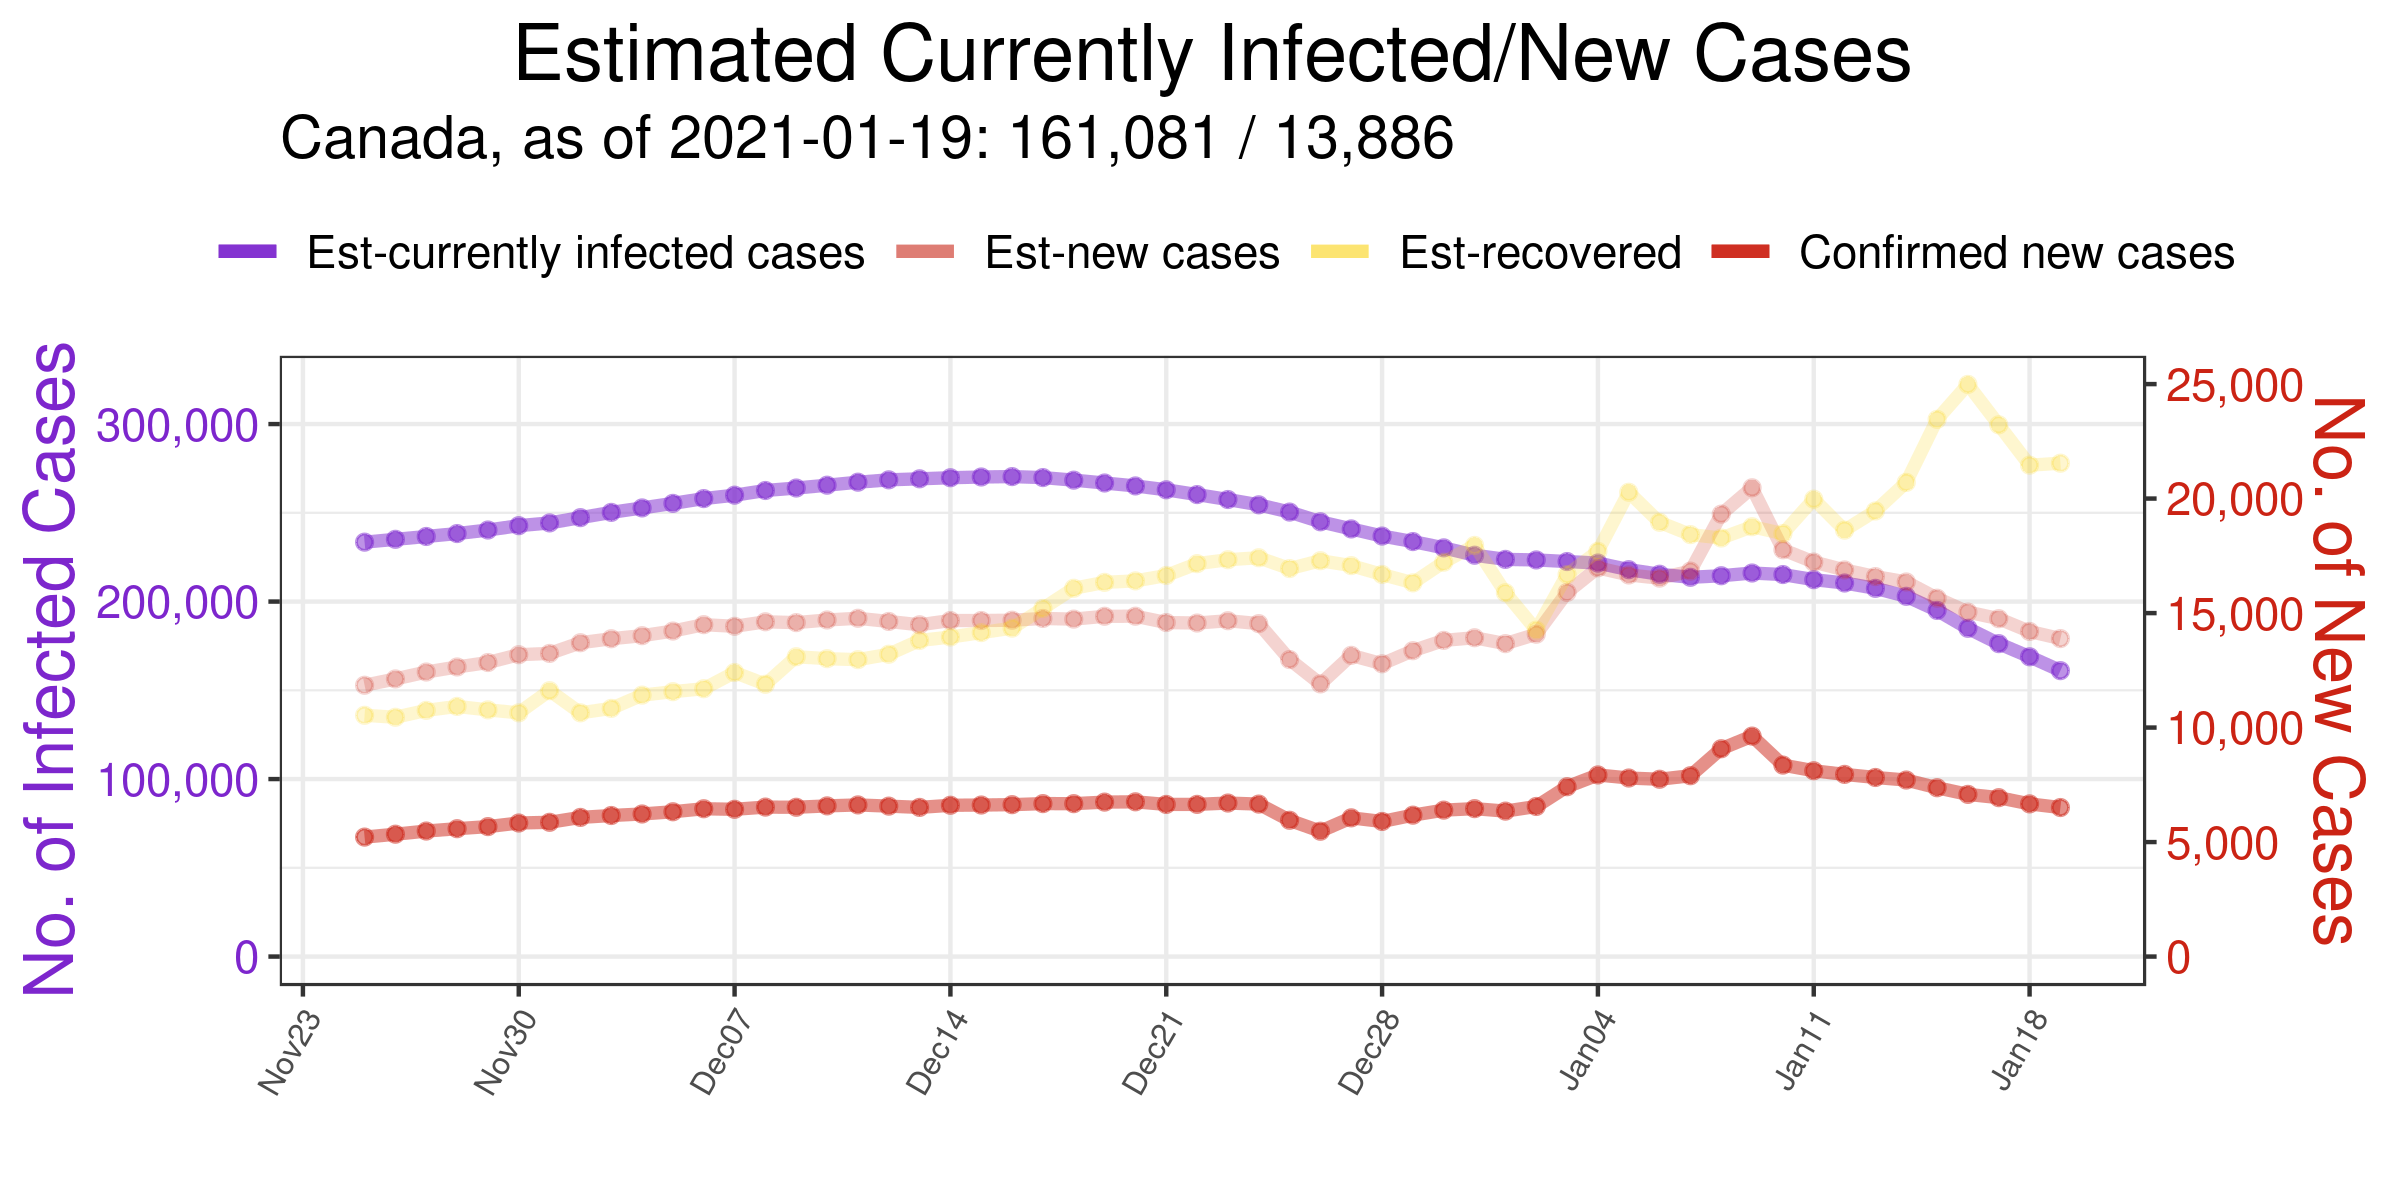 Estimated Currently Infected/New Cases
Canada, as of 2021-01-19: 161,081 / 13,886
Est-currently infected cases Est-new cases Est-recovered Confirmed new cases
No. of Infected Cases
300,000
200,000
100,000
0
25,000
20,000
15,000
10,000
5,000
0
No. of New Cases
Nov23 Nov30 Dec07 Dec14 Dec21 Dec28 Jan04 Jan11 Jan18